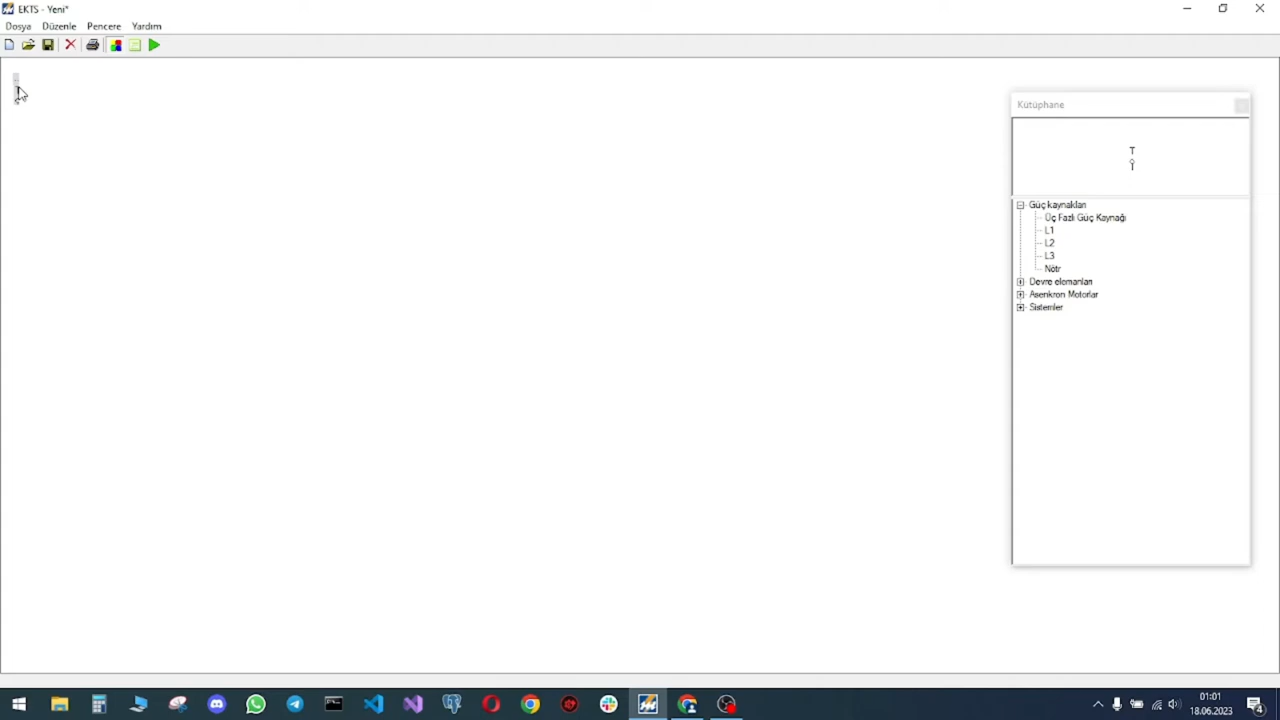 EKTS - Yeni*
Dosya Düzenle Pencere Yardım
Kütüphane
Güç kaynakları
Üç Fazlı Güç Kaynağı
L1
L2
L3
Nötr
Devre elemanları
Asenkron Motorlar
Sistemler
01:01
18.06.2023